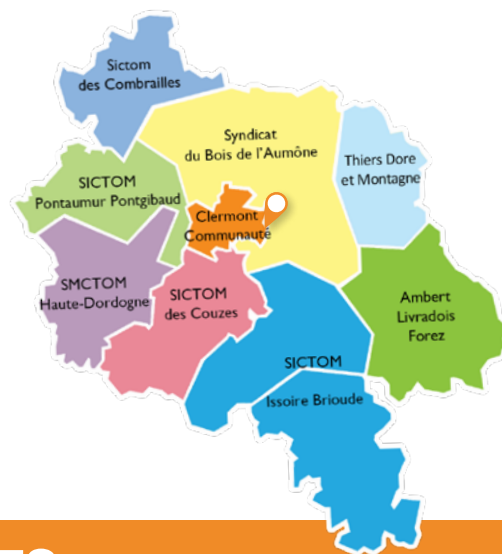 Sictom
des Combrailles
Syndicat
du Bois de l'Aumône
Thiers Dore
et Montagne
SICTOM
Pontaumur Pontgibaud
Clermont
Communauté
SMCTOM
Haute-Dordogne
SICTOM
des Couzes
Ambert
Livradois
Forez
SICTOM
Issoire Brioude